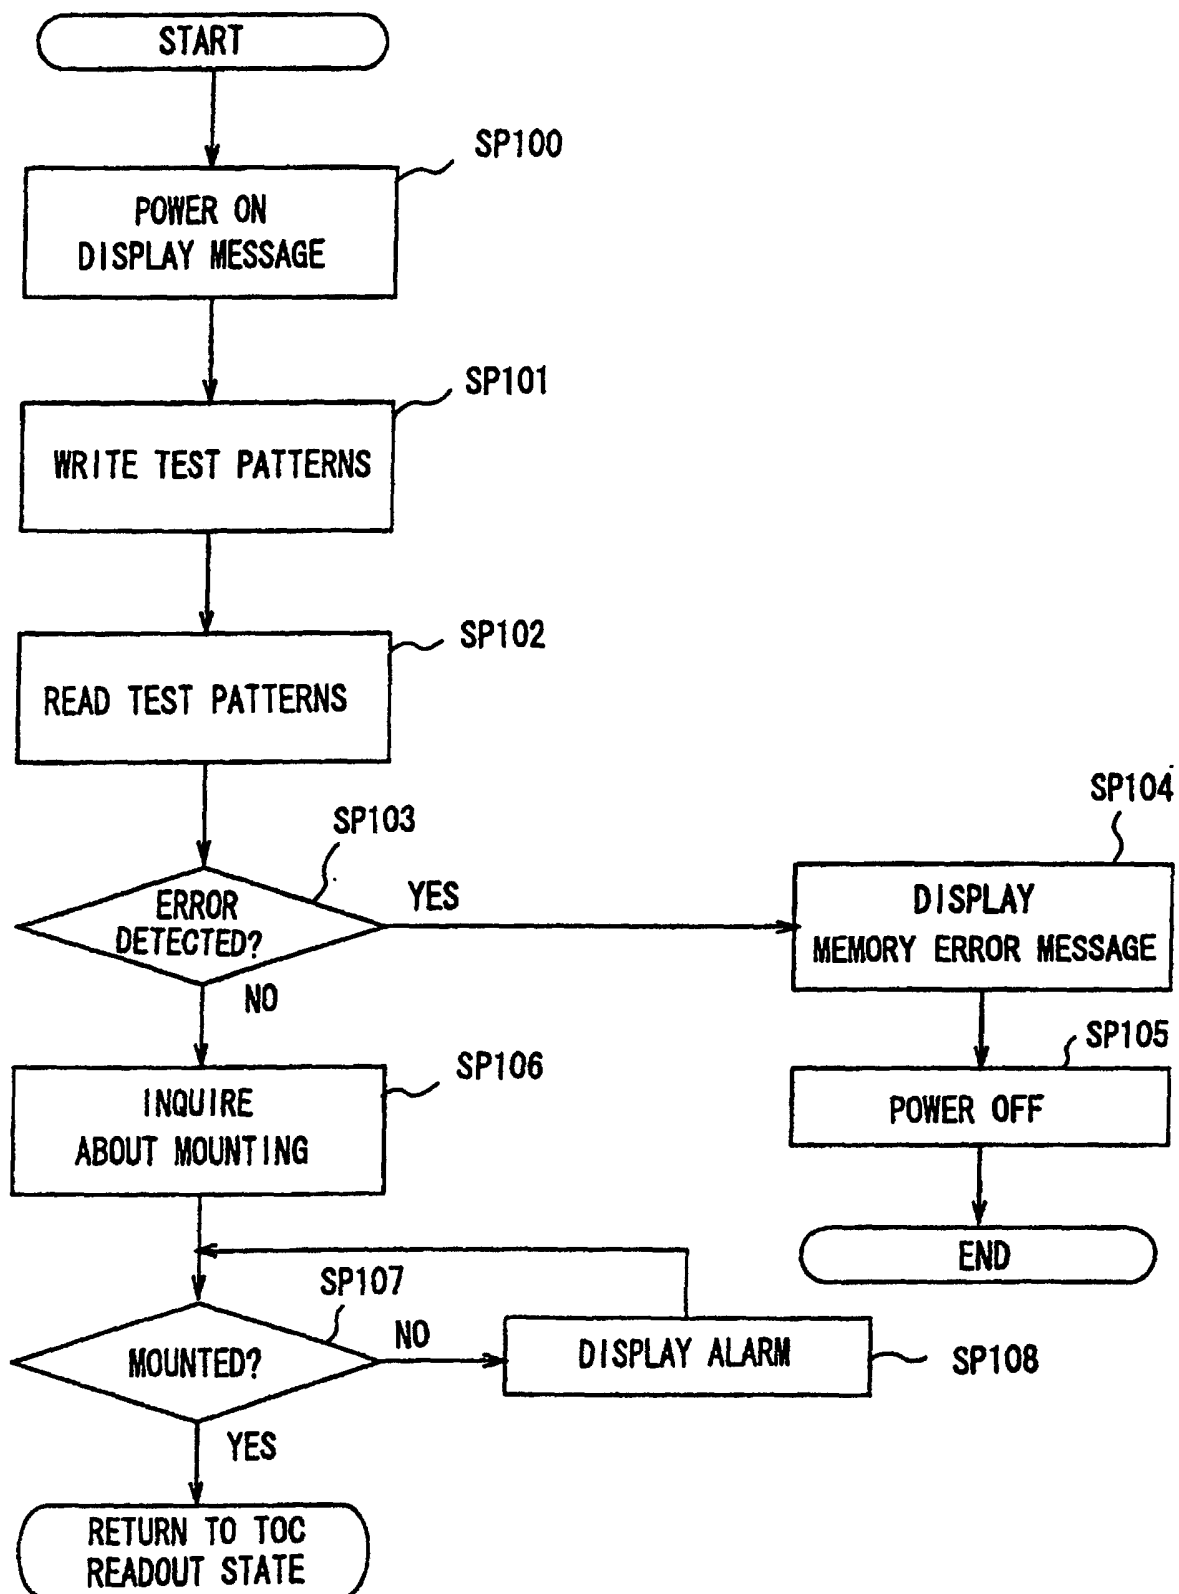 START
SP100
POWER ON
DISPLAY MESSAGE
SP101
WRITE TEST PATTERNS
SP102
READ TEST PATTERNS
SP103
ERROR
DETECTED?
YES
NO
SP104
DISPLAY
MEMORY ERROR MESSAGE
SP105
POWER OFF
END
SP106
INQUIRE
ABOUT MOUNTING
SP107
MOUNTED?
NO
DISPLAY ALARM
SP108
YES
RETURN TO TOC
READOUT STATE